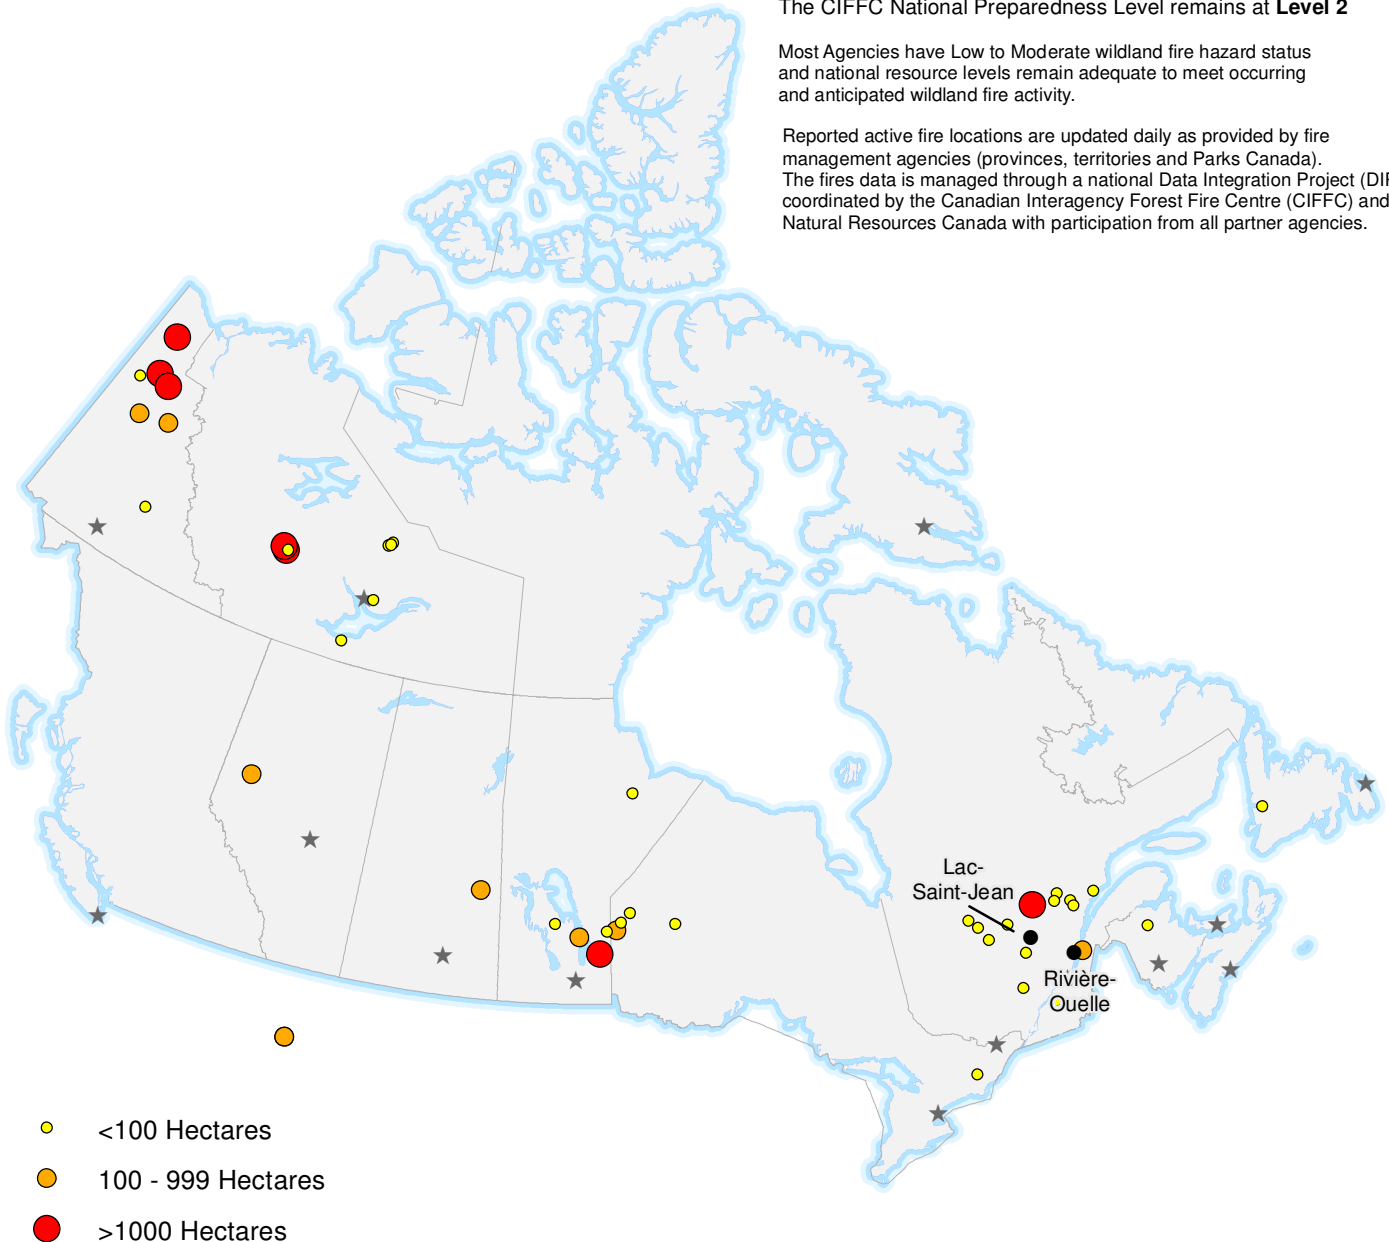 The CIFFC National Preparedness Level remains at Level 2
Most Agencies have Low to Moderate wildland fire hazard status
and national resource levels remain adequate to meet occurring
and anticipated wildland fire activity.
Reported active fire locations are updated daily as provided by fire
management agencies (provinces, territories and Parks Canada).
The fires data is managed through a national Data Integration Project (DIF
coordinated by the Canadian Interagency Forest Fire Centre (CIFFC) and
Natural Resources Canada with participation from all partner agencies.
Lac-
Saint-Jean
Rivière-
Ouelle
<100 Hectares
100 - 999 Hectares
>1000 Hectares